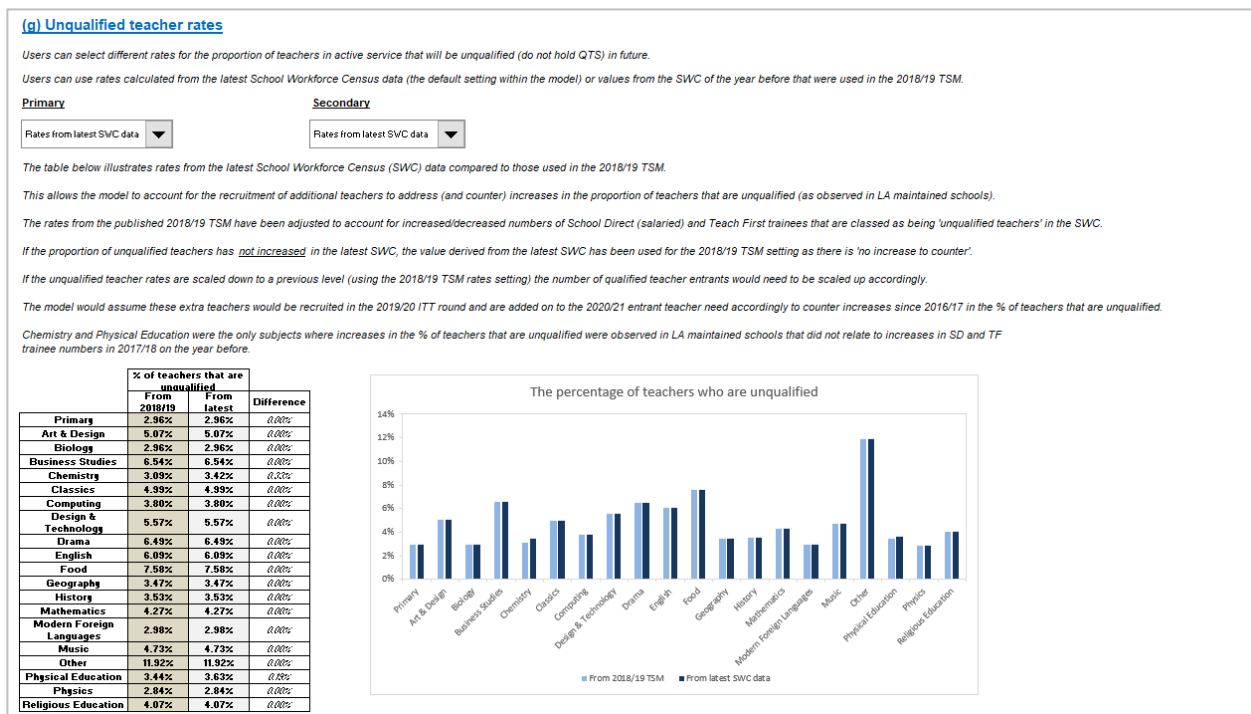 (g) Unqualified teacher rates
Users can select different rates for the proportion of teachers in active service that will be unqualified (do not hold QTS) in future.
Users can use rates calculated from the latest School Workforce Census data (the default setting within the model) or values from the SWC of the year before that were used in the 2018/19 TSM.
Primary Secondary
Rates from latest SWC data Rates from latest SWC data
The table below illustrates rates from the latest School Workforce Census (SWC) data compared to those used in the 2018/19 TSM.
This allows the model to account for the recruitment of additional teachers to address (and counter) increases in the proportion of teachers that are unqualified (as observed in LA maintained schools).
The rates from the published 2018/19 TSM have been adjusted to account for increased/decreased numbers of School Direct (salaried) and Teach First trainees that are classed as being 'unqualified teachers' in the SWC.
If the proportion of unqualified teachers has not increased in the latest SWC, the value derived from the latest SWC has been used for the 2018/19 TSM setting as there is 'no increase to counter'.
If the unqualified teacher rates are scaled down to a previous level (using the 2018/19 TSM rates setting) the number of qualified teacher entrants would need to be scaled up accordingly.
The model would assume these extra teachers would be recruited in the 2019/20 ITT round and are added on to the 2020/21 entrant teacher need accordingly to counter increases since 2016/17 in the % of teachers that are unqualified.
Chemistry and Physical Education were the only subjects where increases in the % of teachers that are unqualified were observed in LA maintained schools that did not relate to increases in SD and TF
trainee numbers in 2017/18 on the year before.
% of teachers that are
unqualified
From 2018/19 From latest Difference
Primary 2.96% 2.96% 0.00%
Art & Design 5.07% 5.07% 0.00%
Biology 2.96% 2.96% 0.00%
Business Studies 6.54% 6.54% 0.00%
Chemistry 3.09% 3.42% 0.33%
Classics 4.99% 4.99% 0.00%
Computing 3.80% 3.80% 0.00%
Design & Technology 5.57% 5.57% 0.00%
Drama 6.49% 6.49% 0.00%
English 6.09% 6.09% 0.00%
Food 7.58% 7.58% 0.00%
Geography 3.47% 3.47% 0.00%
History 3.53% 3.53% 0.00%
Mathematics 4.27% 4.27% 0.00%
Modern Foreign Languages 2.98% 2.98% 0.00%
Music 4.73% 4.73% 0.00%
Other 11.92% 11.92% 0.00%
Physical Education 3.44% 3.63% 0.19%
Physics 2.84% 2.84% 0.00%
Religious Education 4.07% 4.07% 0.00%
The percentage of teachers who are unqualified
14%
12%
10%
8%
6%
4%
2%
0%
Primary Art & Design Biology Business Studies Chemistry Classics Computing Design & Technology Drama English Food Geography History Mathematics Modern Foreign Languages Music Other Physical Education Physics Religious Education
From 2018/19 TSM From latest SWC data